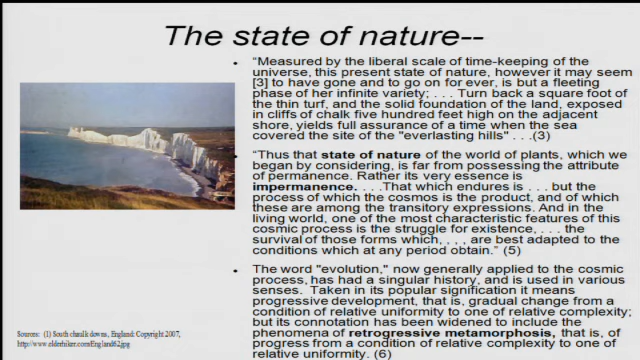 The state of nature--
• "Measured by the liberal scale of time-keeping of the
universe, this present state of nature, however it may seem
[3] to have gone and to go on for ever, is but a fleeting
phase of her infinite variety; . . . Turn back a square foot of
the thin turf, and the solid foundation of the land, exposed
in cliffs of chalk five hundred feet high on the adjacent
shore, yields full assurance of a time when the sea
covered the site of the "everlasting hills" . . .(3)
• "Thus that state of nature of the world of plants, which we
began by considering, is far from possessing the attribute
of permanence. Rather its very essence is
impermanence. . . .That which endures is . . . but the
process of which the cosmos is the product, and of which
these are among the transitory expressions. And in the
living world, one of the most characteristic features of this
cosmic process is the struggle for existence, . . . the
survival of those forms which, . , . are best adapted to the
conditions which at any period obtain." (5)
• The word "evolution," now generally applied to the cosmic
process, has had a singular history, and is used in various
senses. Taken in its popular signification it means
progressive development, that is, gradual change from a
condition of relative uniformity to one of relative complexity;
but its connotation has been widened to include the
phenomena of retrogressive metamorphosis, that is, of
progress from a condition of relative complexity to one of
relative uniformity. (6)
Sources: (1) South chaulk downs, England: Copyright 2007,
http://www.elderhiker.com/England62.jpg